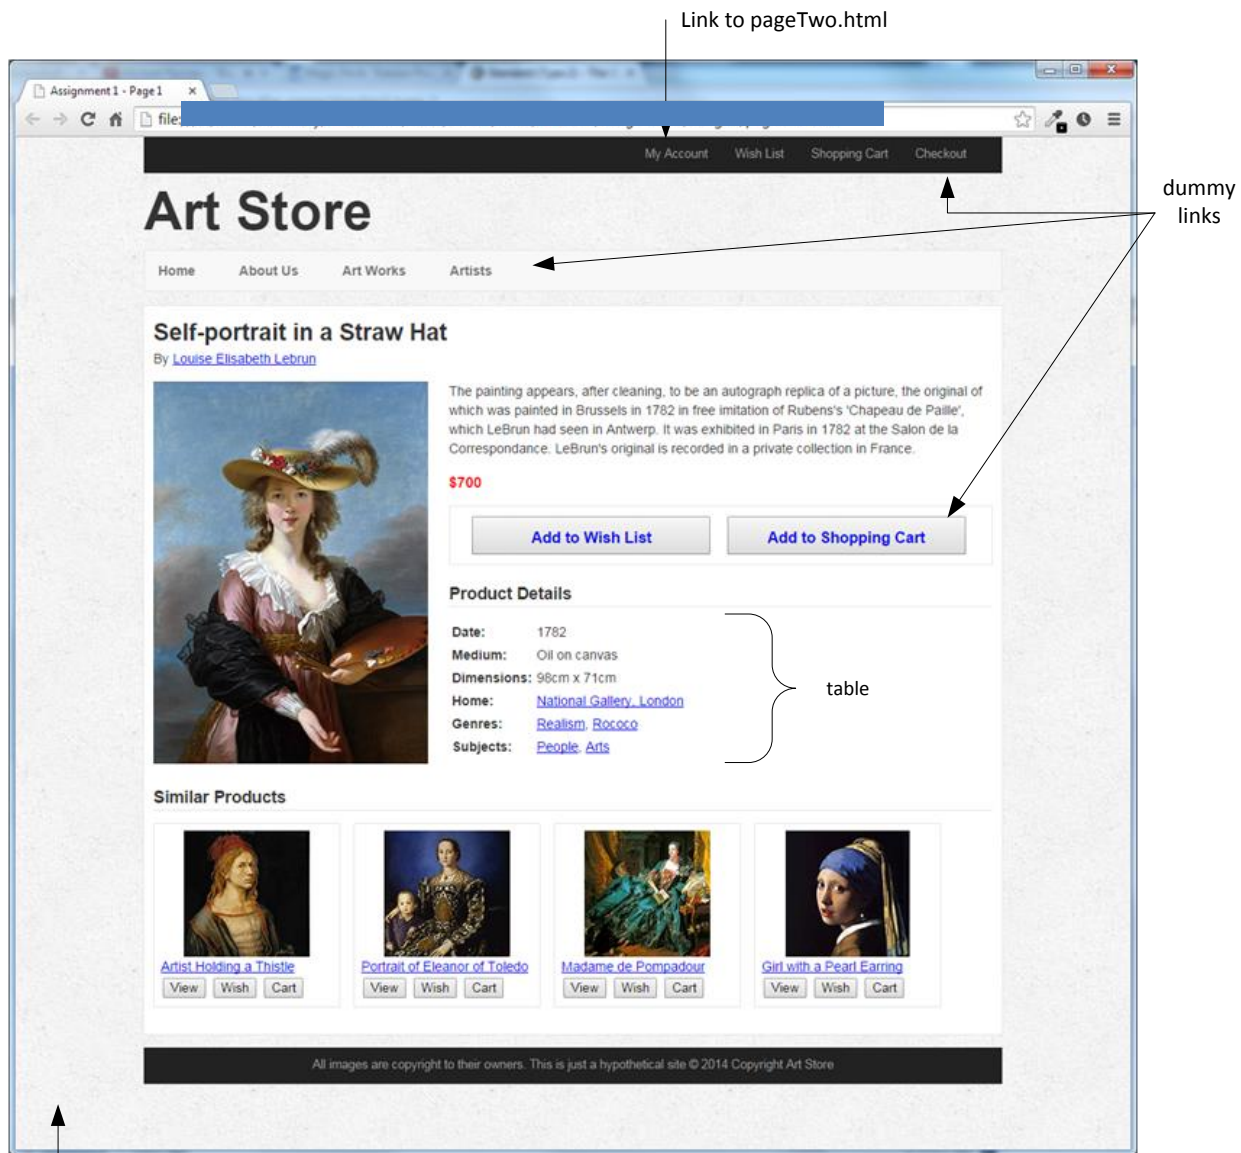 Link to pageTwo.html
Assignment 1 - Page 1
file:
My Account Wish List Shopping Cart Checkout
dummy
links
Art Store
Home About Us Art Works Artists
Self-portrait in a Straw Hat
By Louise Elisabeth Lebrun
The painting appears, after cleaning, to be an autograph replica of a picture, the original of
which was painted in Brussels in 1782 in free imitation of Rubens's 'Chapeau de Paille',
which LeBrun had seen in Antwerp. It was exhibited in Paris in 1782 at the Salon de la
Correspondance. LeBrun's original is recorded in a private collection in France.
$700
Add to Wish List Add to Shopping Cart
Product Details
Date: 1782
Medium: Oil on canvas
Dimensions: 98cm x 71cm
Home: National Gallery, London
Genres: Realism, Rococo
Subjects: People, Arts
table
Similar Products
Artist Holding a Thistle
View Wish Cart
Portrait of Eleanor of Toledo
View Wish Cart
Madame de Pompadour
View Wish Cart
Girl with a Pearl Earring
View Wish Cart
All images are copyright to their owners. This is just a hypothetical site © 2014 Copyright Art Store